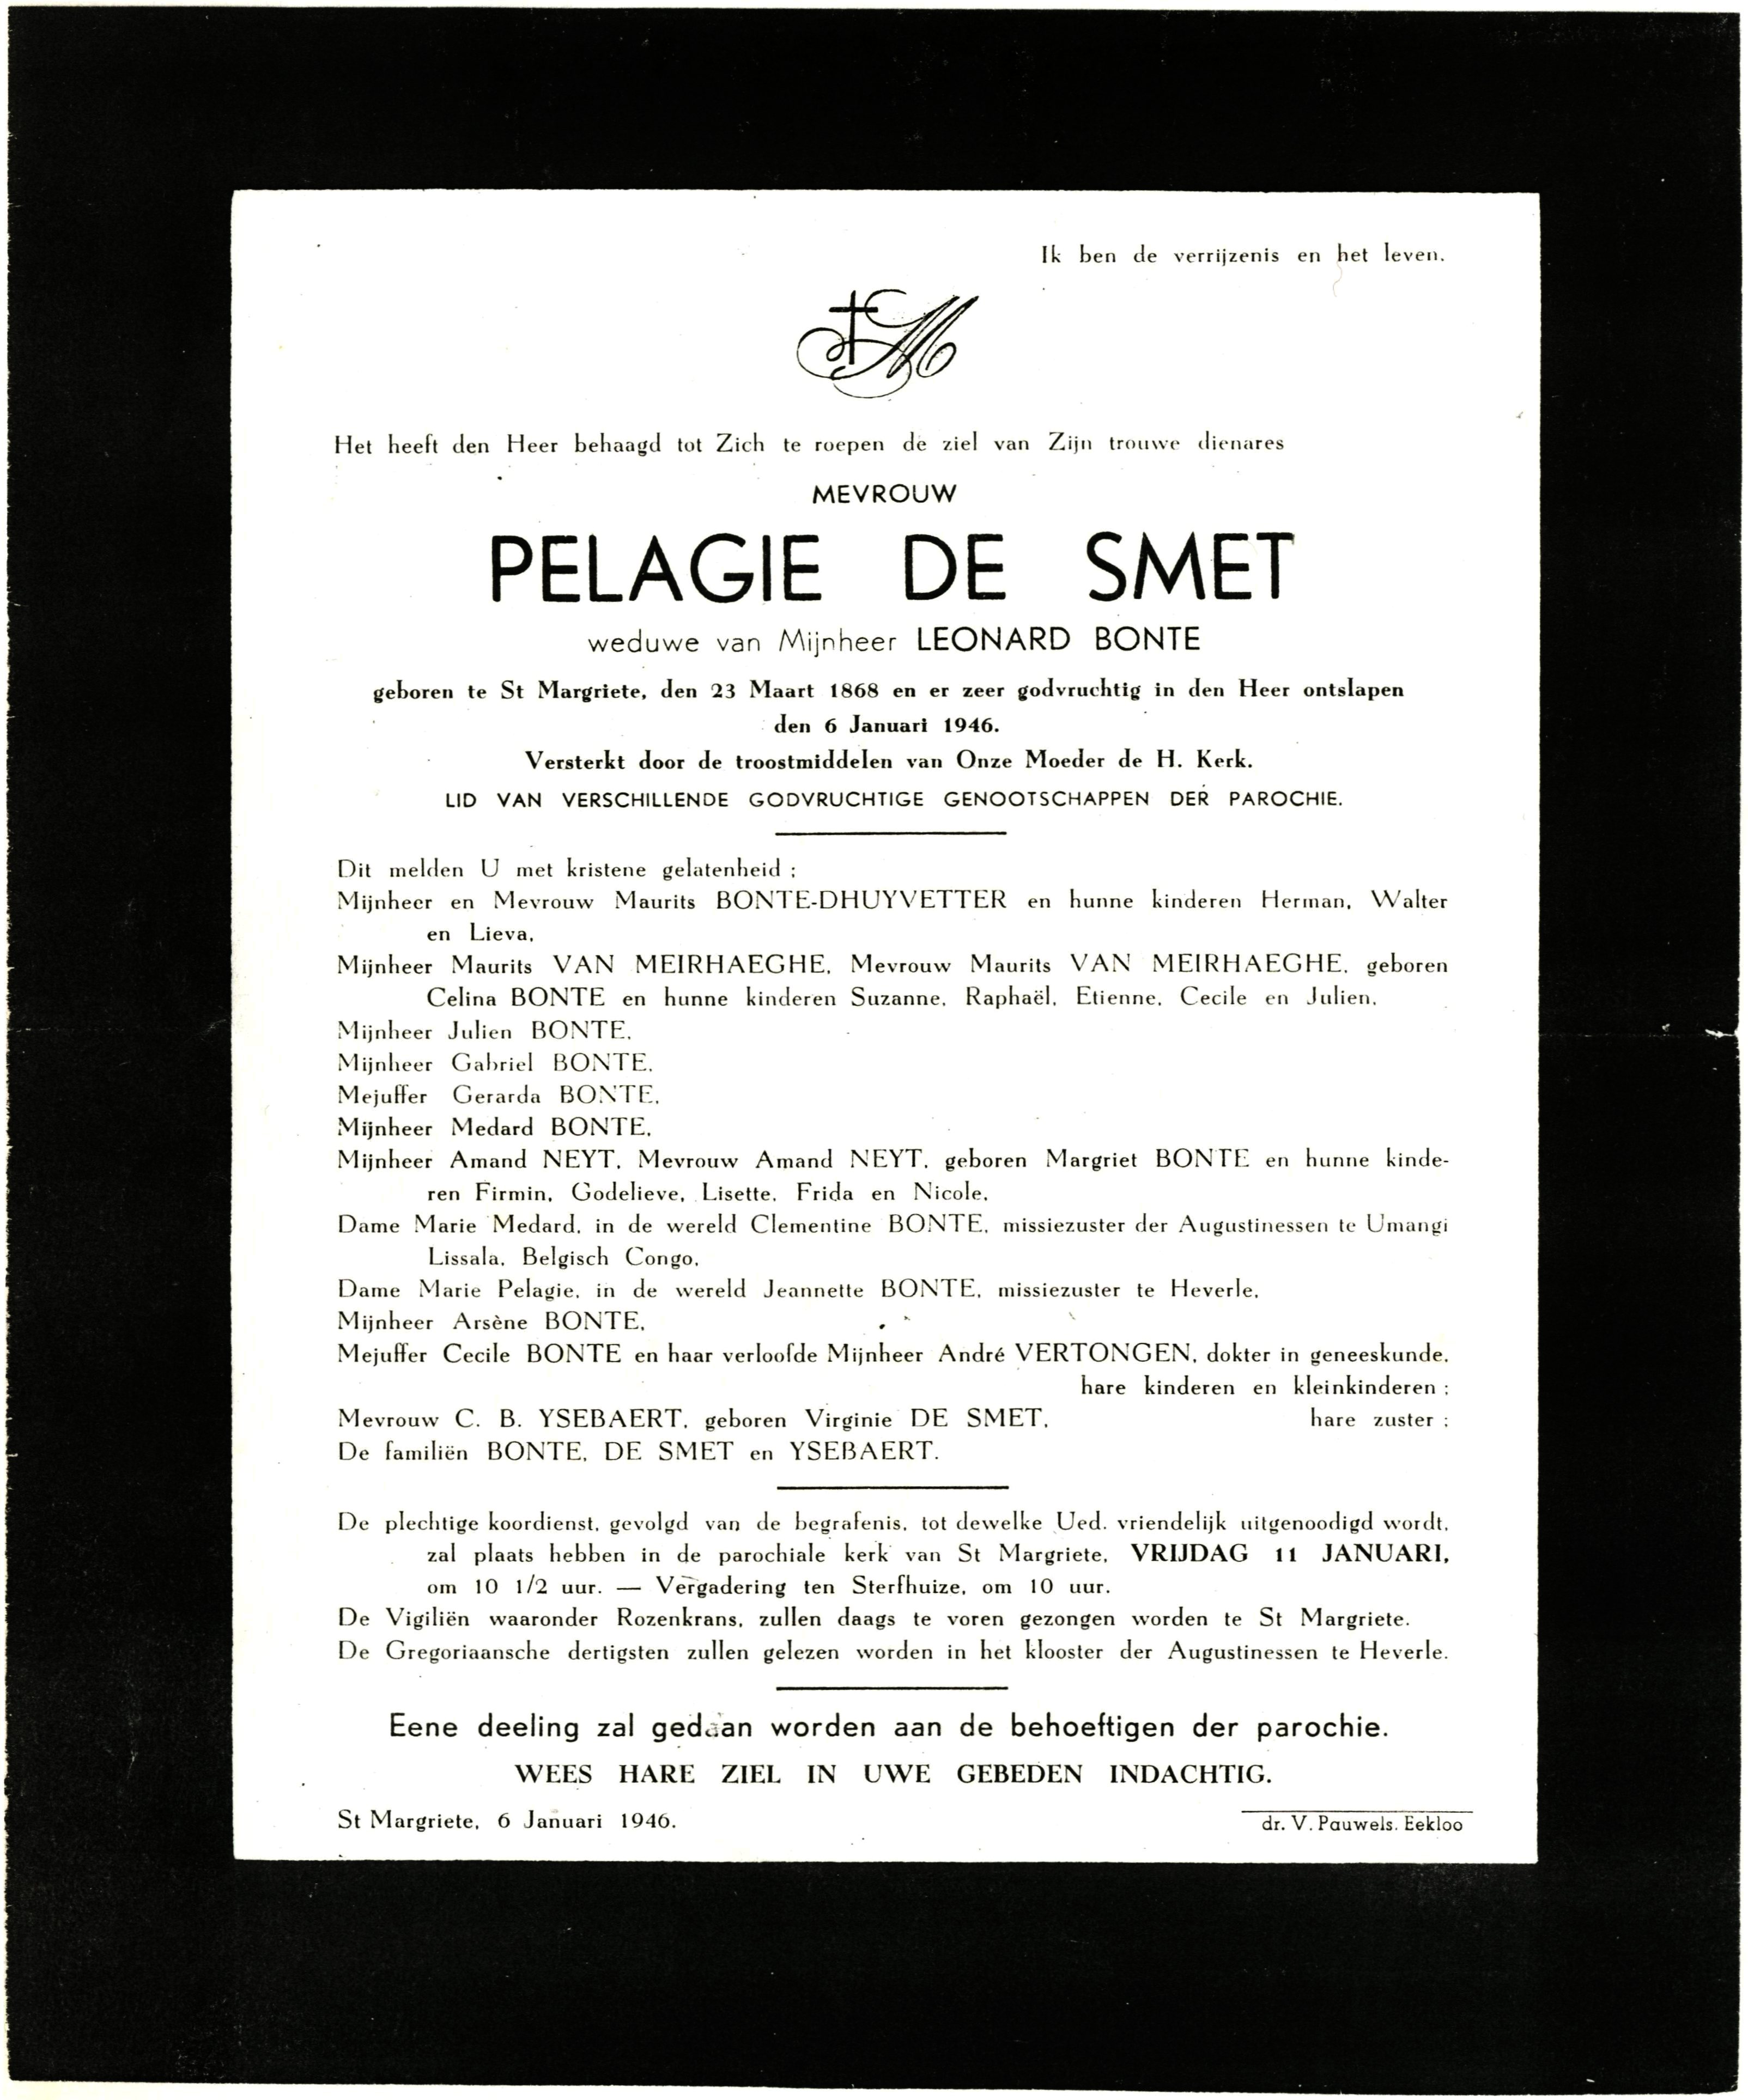 Ik ben de verrijzenis en het leven.
Het heeft den Heer behaagd tot Zich te roepen de ziel van Zijn trouwe dienares
MEVROUW
PELAGIE DE SMET
weduwe van Mijnheer LEONARD BONTE
geboren te St Margriete, den 23 Maart 1868 en er zeer godvruchtig in den Heer ontslapen
den 6 Januari 1946.
Versterkt door de troostmiddelen van Onze Moeder de H. Kerk.
LID VAN VERSCHILLENDE GODVRUCHTIGE GENOOTSCHAPPEN DER PAROCHIE.
Dit melden U met kristene gelatenheid ;
Mijnheer en Mevrouw Maurits BONTE-DHUYVETTER en hunne kinderen Herman, Walter
en Lieva,
Mijnheer Maurits VAN MEIRHAEGHE, Mevrouw Maurits VAN MEIRHAEGHE, geboren
Celina BONTE en hunne kinderen Suzanne, Raphaël, Etienne, Cecile en Julien,
Mijnheer Julien BONTE,
Mijnheer Gabriel BONTE,
Mejuffer Gerarda BONTE,
Mijnheer Medard BONTE,
Mijnheer Amand NEYT, Mevrouw Amand NEYT, geboren Margriet BONTE en hunne kinde-
ren Firmin, Godelieve, Lisette, Frida en Nicole,
Dame Marie Medard, in de wereld Clementine BONTE, missiezuster der Augustinessen te Umangi
Lissala, Belgisch Congo,
Dame Marie Pelagie, in de wereld Jeannette BONTE, missiezuster te Heverle,
Mijnheer Arsène BONTE,
Mejuffer Cecile BONTE en haar verloofde Mijnheer André VERTONGEN, dokter in geneeskunde,
hare kinderen en kleinkinderen ;
Mevrouw C. B. YSEBAERT, geboren Virginie DE SMET, hare zuster ;
De familiën BONTE, DE SMET en YSEBAERT.
De plechtige koordienst, gevolgd van de begrafenis, tot dewelke Ued. vriendelijk uitgenoodigd wordt,
zal plaats hebben in de parochiale kerk van St Margriete, VRIJDAG 11 JANUARI,
om 10 1/2 uur. — Vergadering ten Sterfhuize, om 10 uur.
De Vigiliën waaronder Rozenkrans, zullen daags te voren gezongen worden te St Margriete.
De Gregoriaansche dertigsten zullen gelezen worden in het klooster der Augustinessen te Heverle.
Eene deeling zal gedaan worden aan de behoeftigen der parochie.
WEES HARE ZIEL IN UWE GEBEDEN INDACHTIG.
St Margriete, 6 Januari 1946.
dr. V. Pauwels. Eekloo